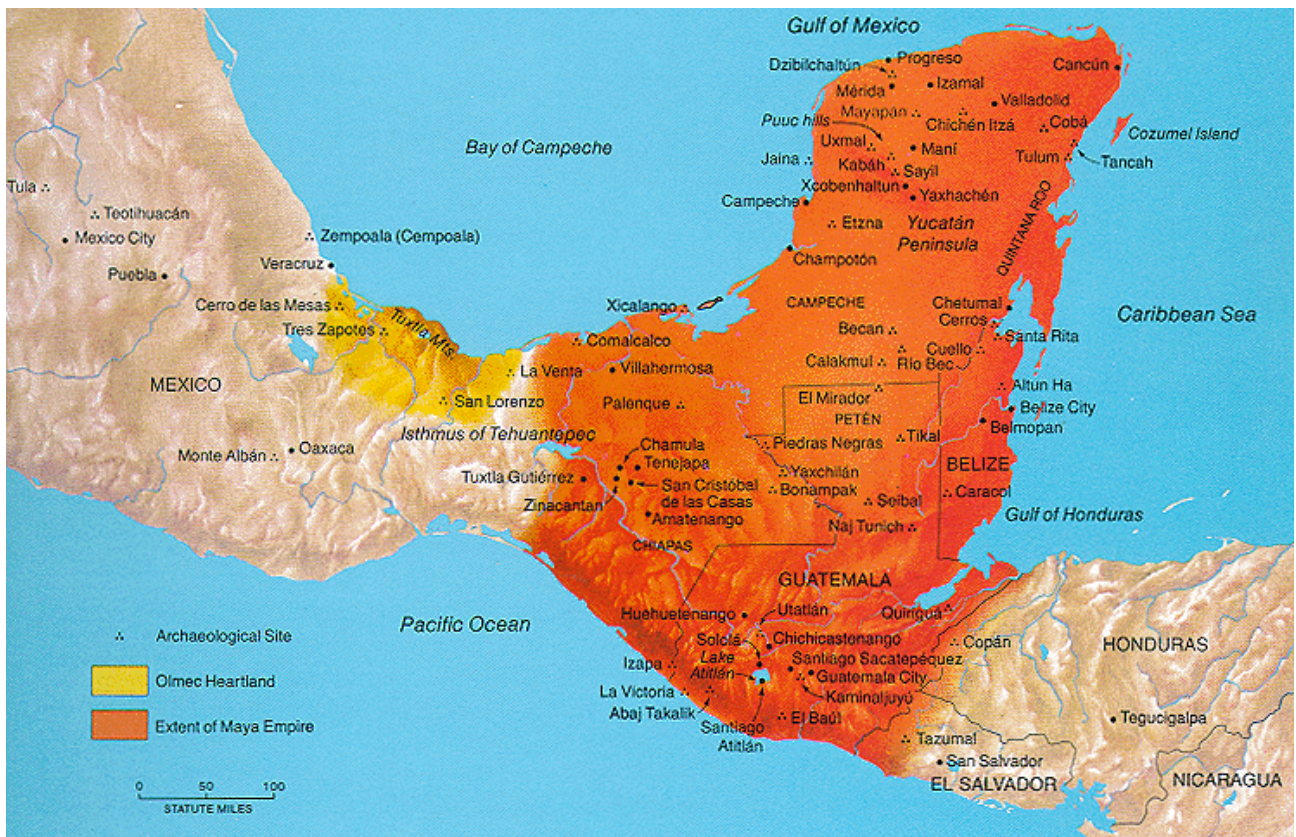 Gulf of Mexico
Progreso
Cancún
Dzibilchaltún
Izamal
Mérida
Valladolid
Mayapán
Chichén Itzá
Cobá
Puuc hills
Cozumel Island
Bay of Campeche
Uxmal
Maní
Jaina
Kabáh
Sayil
Tulum
Tancah
Xcobenhaltun
Yaxhachén
Campeche
Tula
Teotihuacán
Etzna
Yucatán
Peninsula
QUINTANA ROO
Mexico City
Zempoala (Cempoala)
Champotón
Veracruz
Puebla
Cerro de las Mesas
Xicalango
CAMPECHE
Chetumal
Cerros
Caribbean Sea
Tres Zapotes
Tuxtla Mts.
Comalcalco
Becan
Santa Rita
Cuello
Calakmul
Río Bec
MEXICO
La Venta
Villahermosa
Altun Ha
San Lorenzo
Palenque
El Mirador
Belize City
PETÉN
Belmopan
Isthmus of Tehuantepec
Oaxaca
Chamula
Piedras Negras
Tikal
Monte Albán
Tenejapa
BELIZE
Tuxtla Gutiérrez
San Cristóbal
de las Casas
Yaxchilán
Zinacantan
Bonampak
Seibal
Caracol
Amatenango
Naj Tunich
Gulf of Honduras
CHIAPAS
GUATEMALA
Huehuetenango
Utatlán
Quiriguá
Pacific Ocean
Archaeological Site
Sololá
Chichicastenango
Copán
HONDURAS
Lake
Atitlán
Izapa
Santiago Sacatepéquez
Guatemala City
Olmec Heartland
La Victoria
Kaminaljuyú
Abaj Takalik
Santiago
Atitlán
El Baúl
Tegucigalpa
Extent of Maya Empire
Tazumal
San Salvador
EL SALVADOR
NICARAGUA
0 50 100
STATUTE MILES